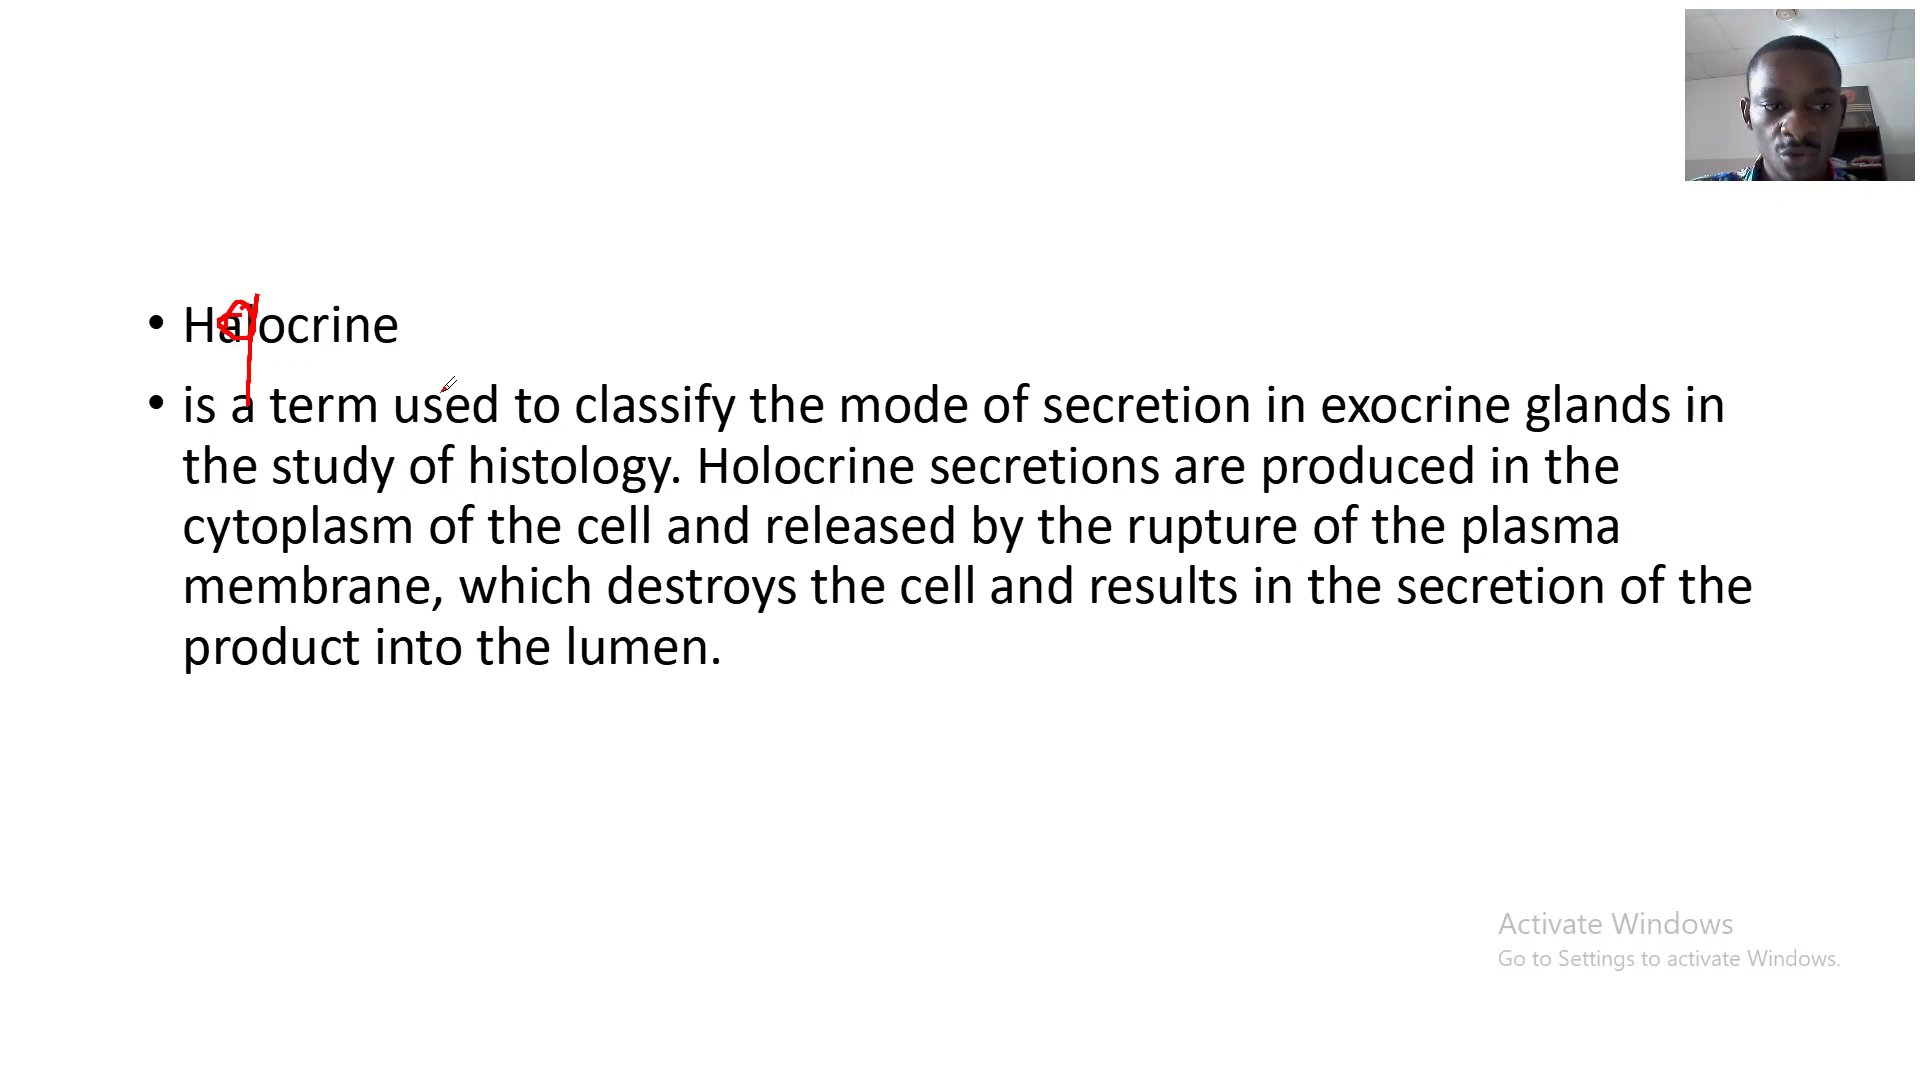 • Halocrine
• is a term used to classify the mode of secretion in exocrine glands in
the study of histology. Holocrine secretions are produced in the
cytoplasm of the cell and released by the rupture of the plasma
membrane, which destroys the cell and results in the secretion of the
product into the lumen.
Activate Windows
Go to Settings to activate Windows.